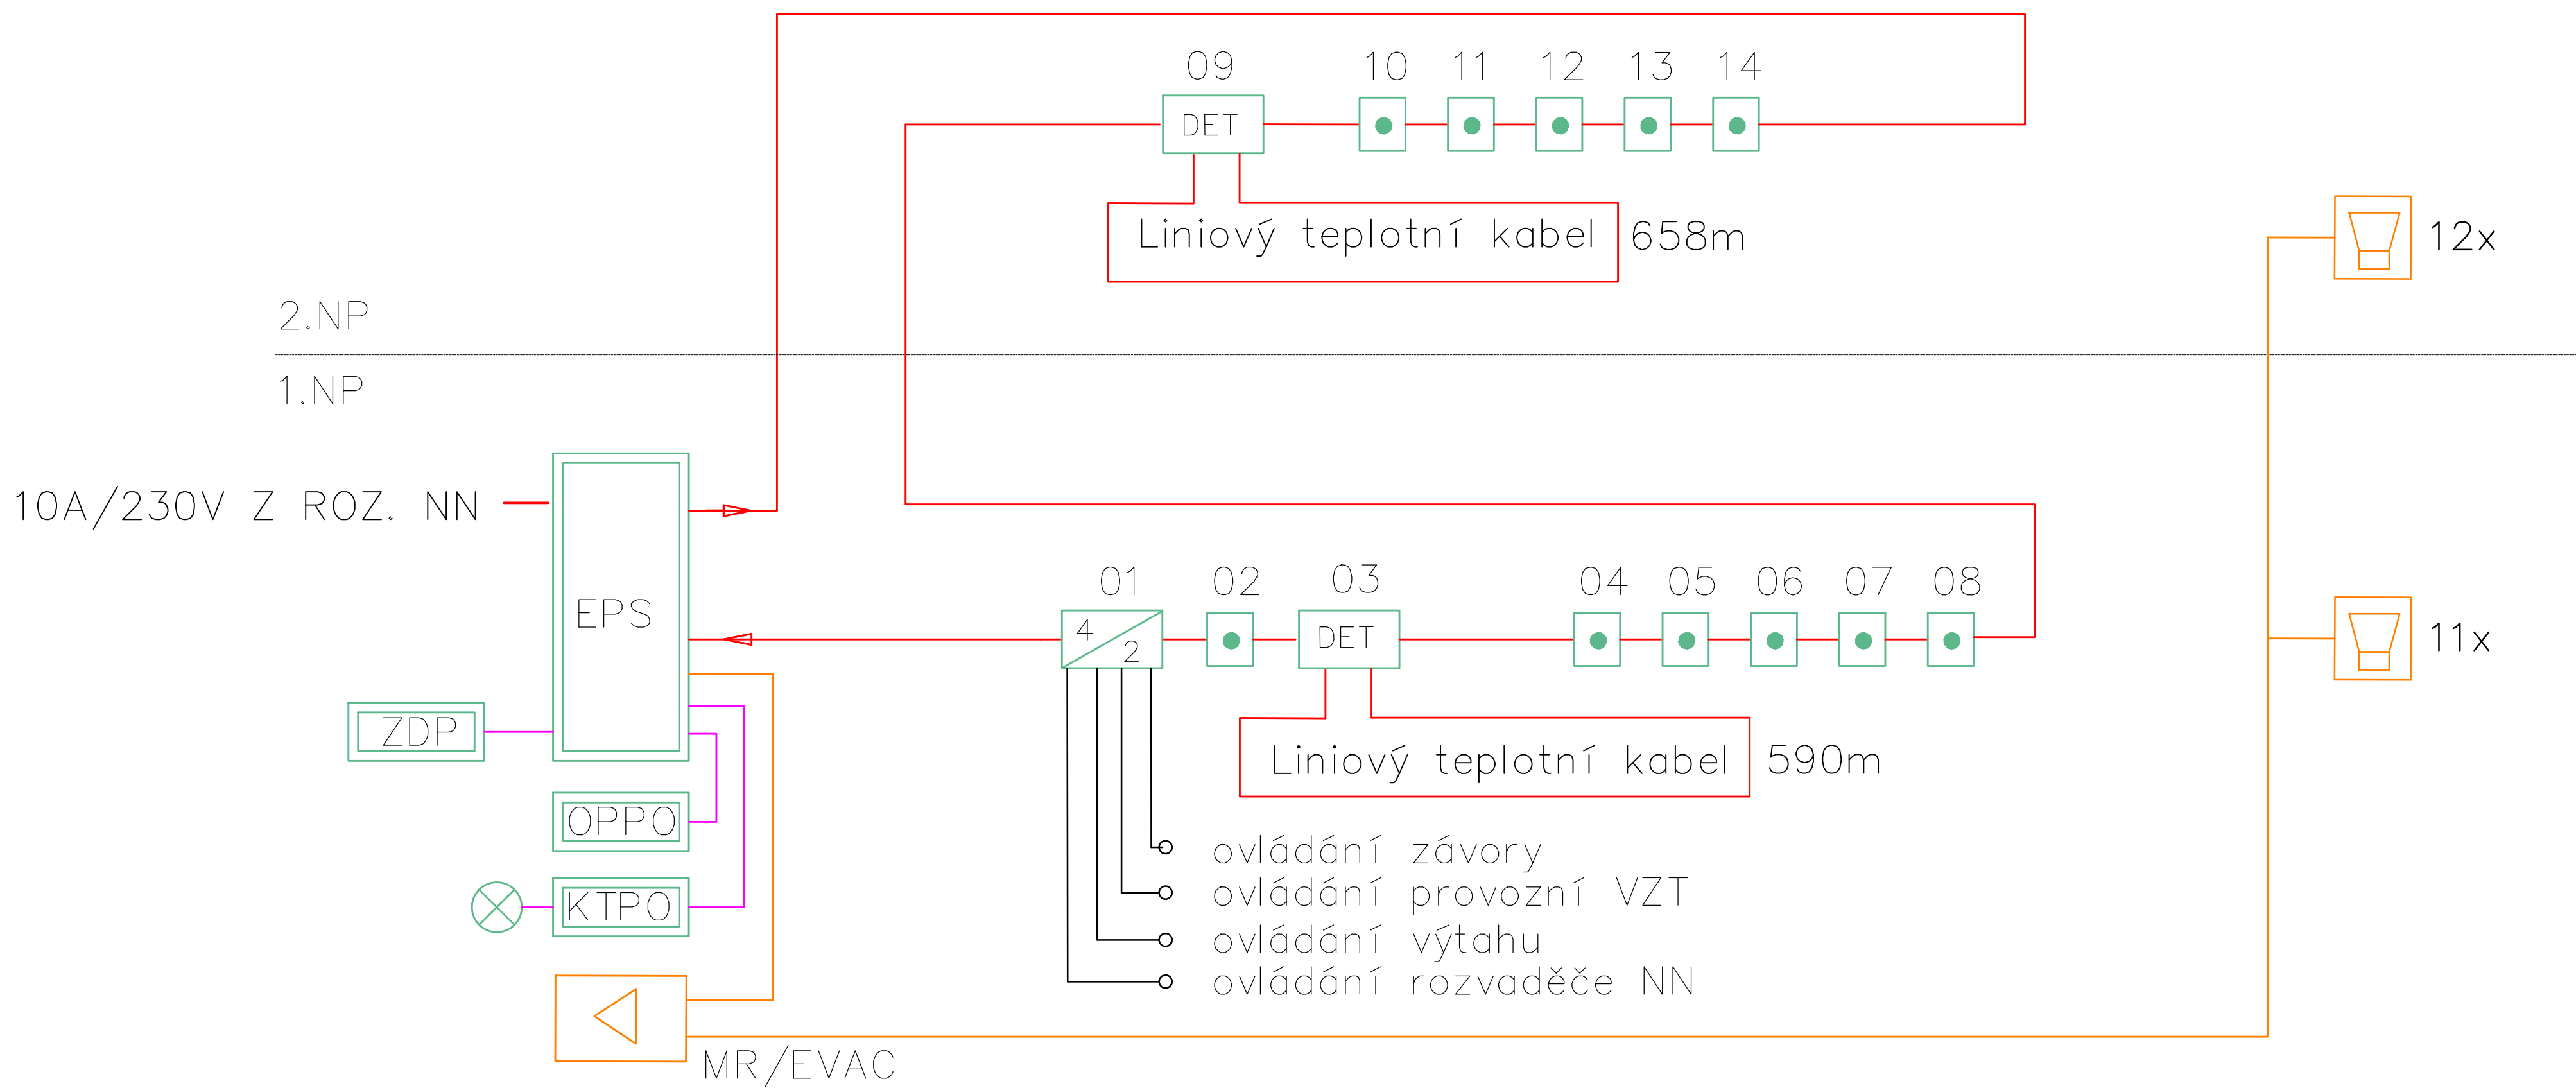 09 10 11 12 13 14
DET
Liniový teplotní kabel 658m
12x
2.NP
1.NP
10A/230V Z ROZ. NN
EPS
01 02 03 04 05 06 07 08
4
2
DET
11x
ZDP
Liniový teplotní kabel 590m
OPPO
ovládání závory
ovládání provozní VZT
KTPO
ovládání výtahu
ovládání rozvaděče NN
MR/EVAC